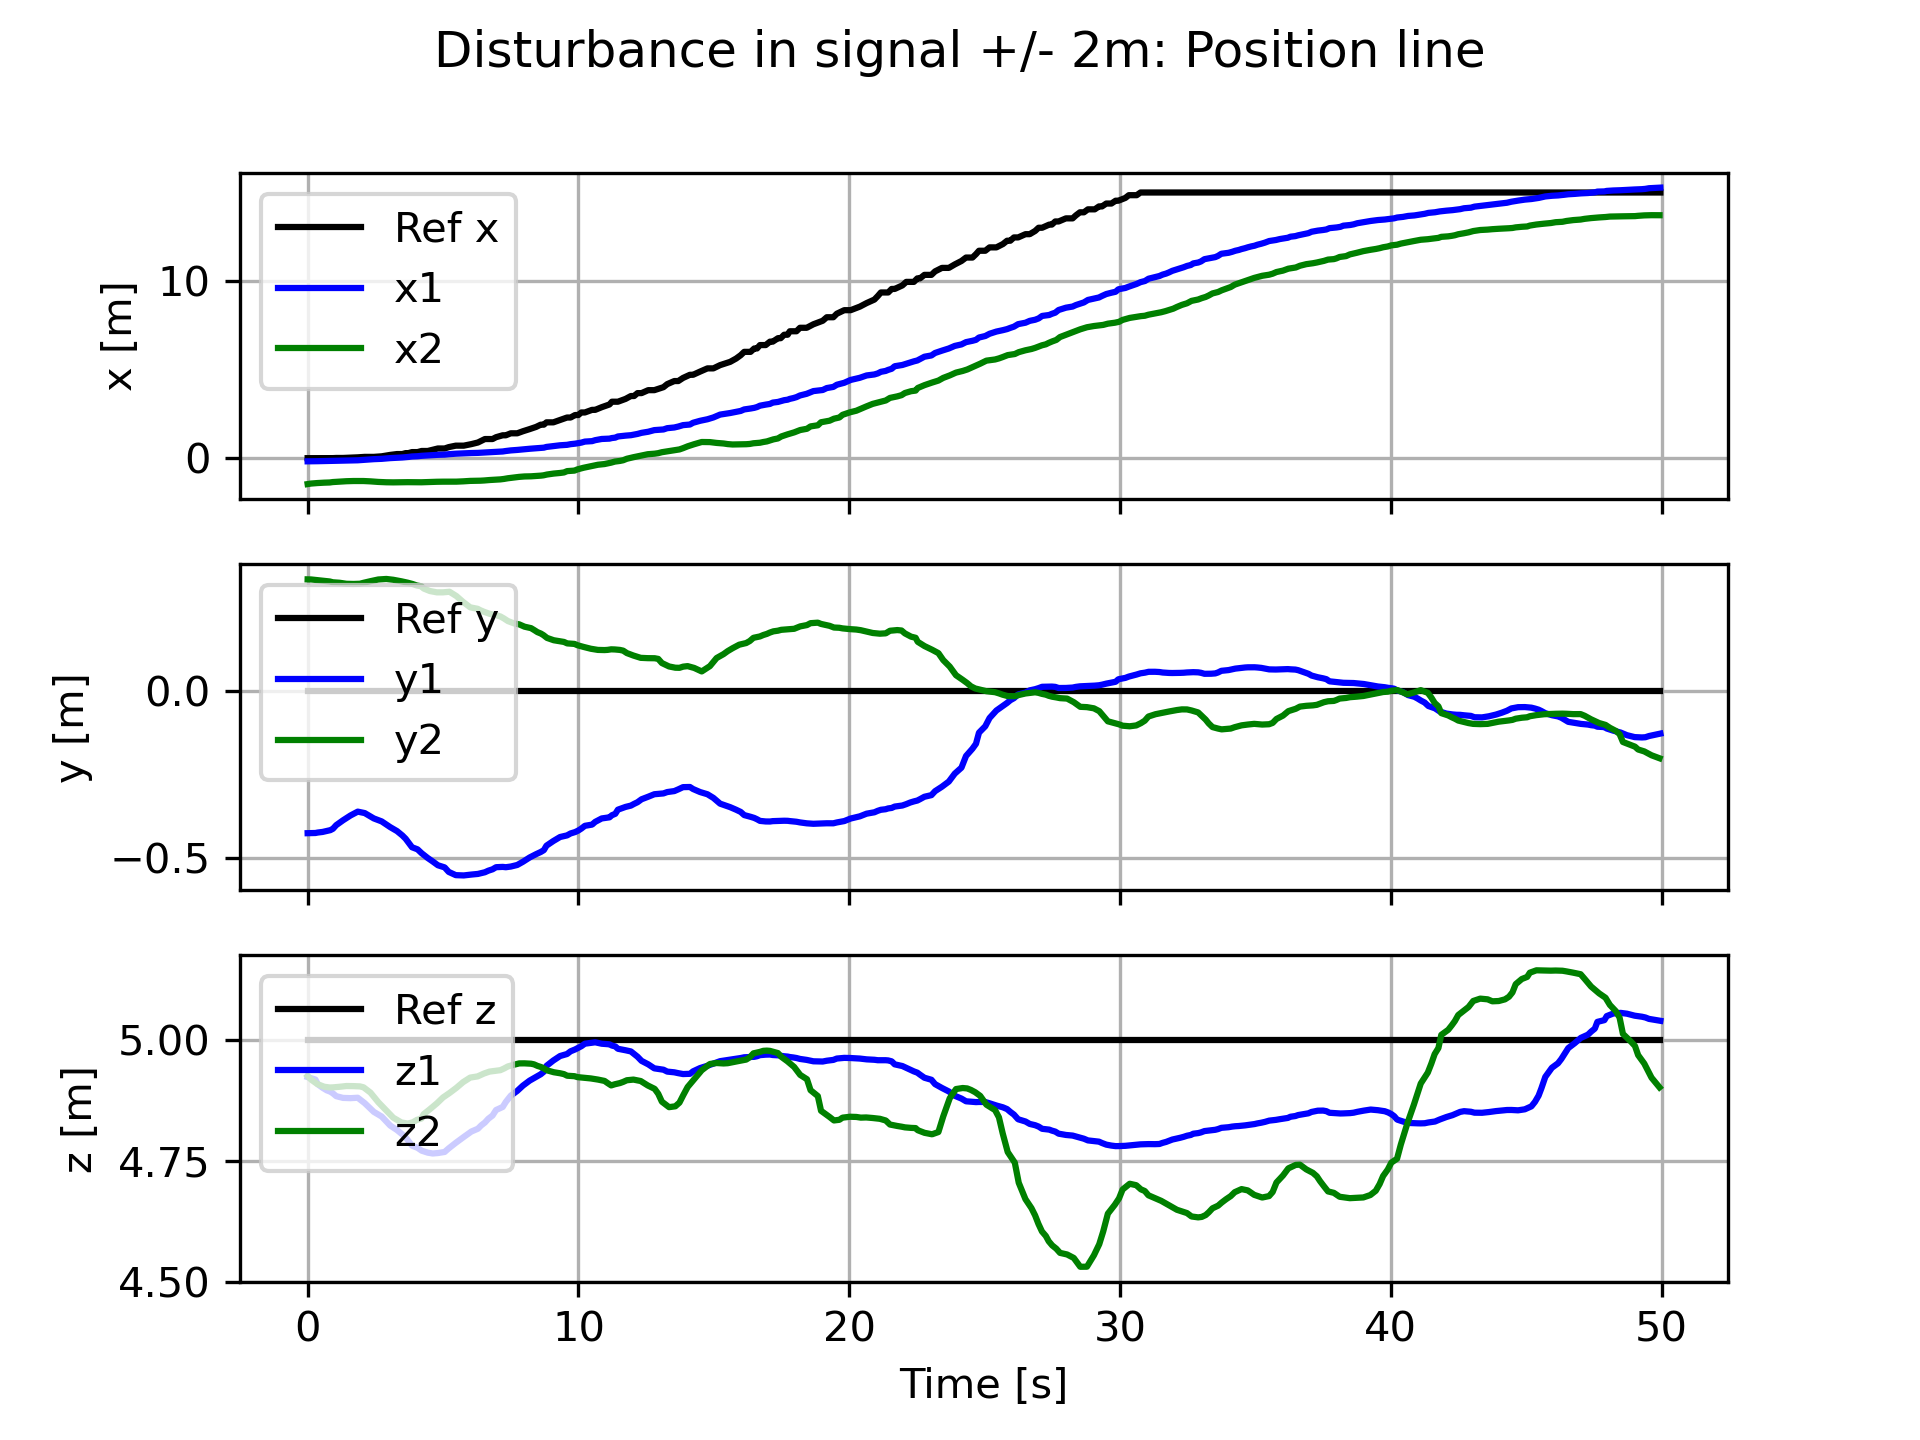 Disturbance in signal +/- 2m: Position line
x [m]
10
0
Ref x
x1
x2
y [m]
0.0
−0.5
Ref y
y1
y2
z [m]
5.00
4.75
4.50
Ref z
z1
z2
0 10 20 30 40 50
Time [s]